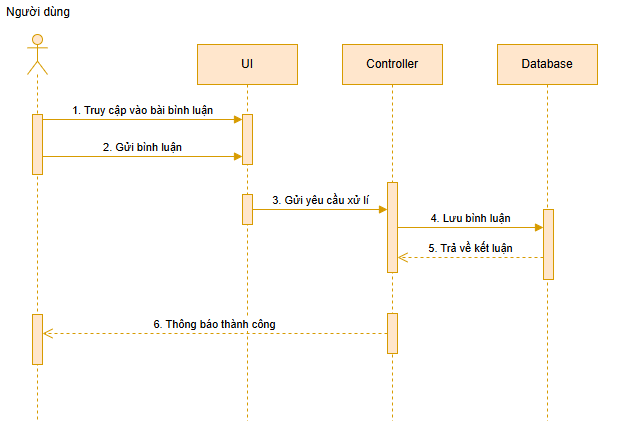 Người dùng
UI
Controller
Database
1. Truy cập vào bài bình luận
2. Gửi bình luận
3. Gửi yêu cầu xử lí
4. Lưu bình luận
5. Trả về kết luận
6. Thông báo thành công